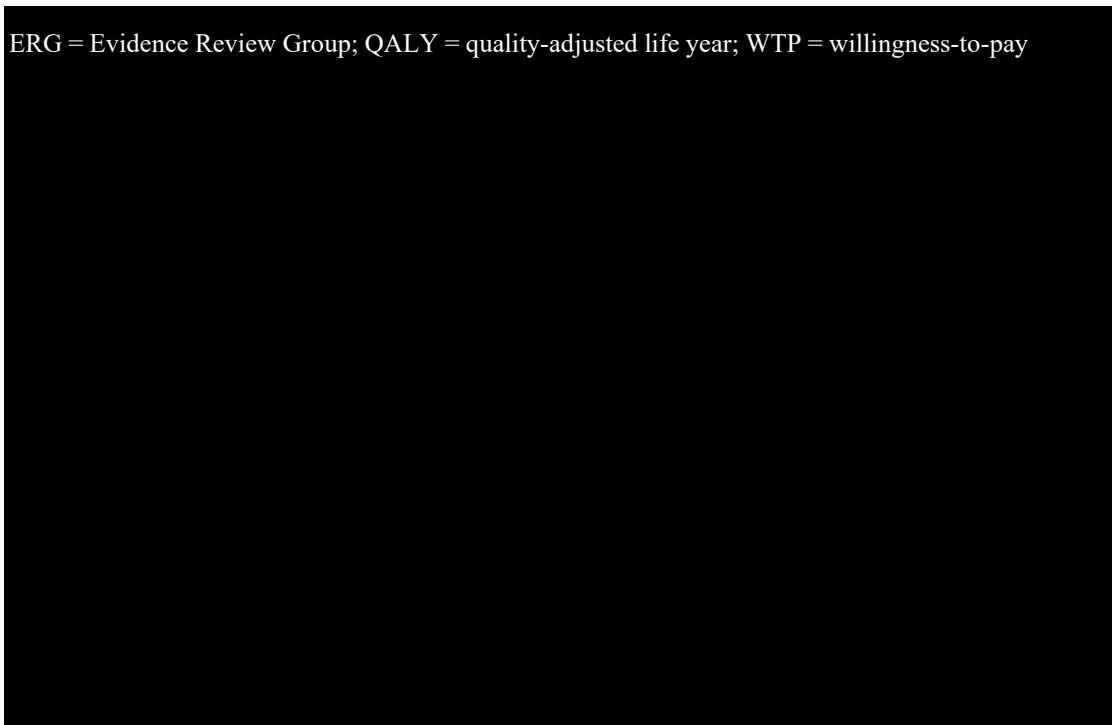 ERG = Evidence Review Group; QALY = quality-adjusted life year; WTP = willingness-to-pay